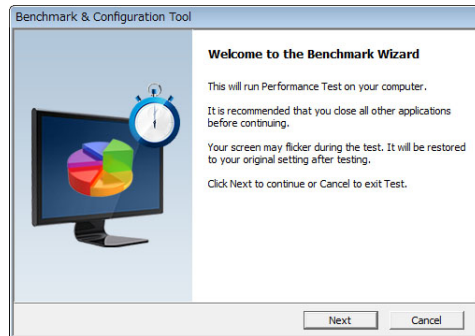 Benchmark & Configuration Tool
Welcome to the Benchmark Wizard
This will run Performance Test on your computer.
It is recommended that you close all other applications
before continuing.
Your screen may flicker during the test. It will be restored
to your original setting after testing.
Click Next to continue or Cancel to exit Test.
Next
Cancel